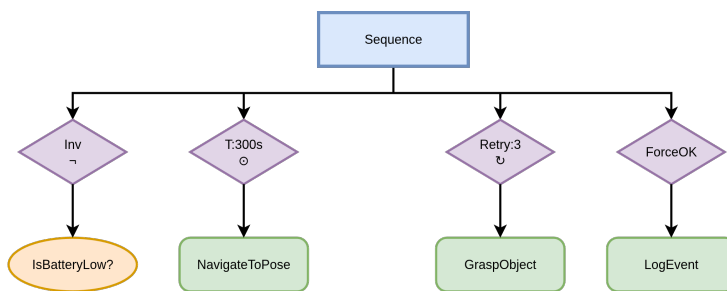 Sequence
Inv
¬
T:300s
⊙
Retry:3
↻
ForceOK
IsBatteryLow?
NavigateToPose
GraspObject
LogEvent